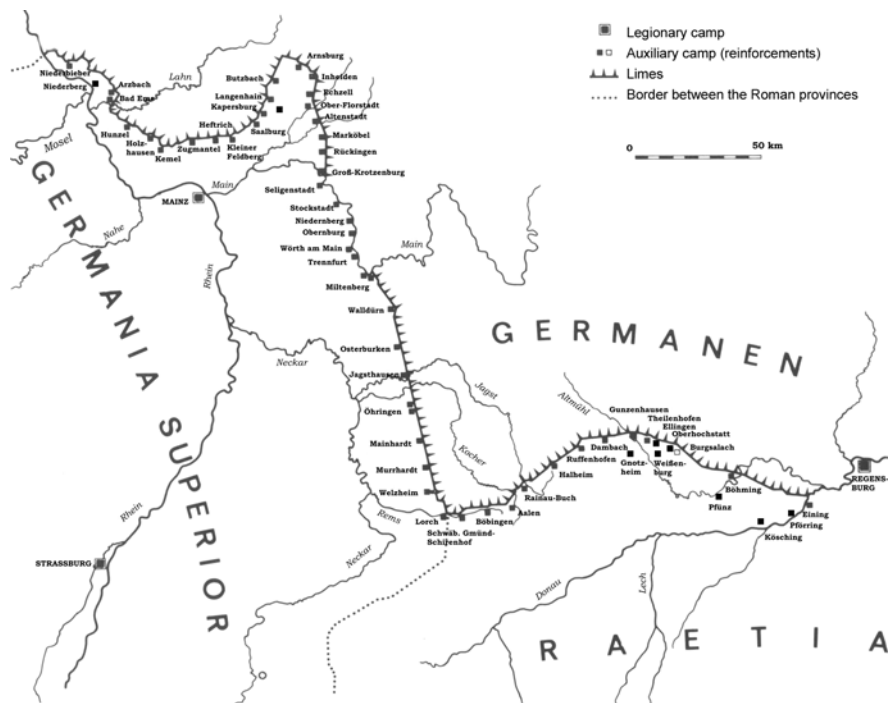 Legionary camp
Auxiliary camp (reinforcements)
Limes
Border between the Roman provinces
0 50 km
Niederbieber
Niederberg
Arzbach
Bad Ems
Lahn
Mosel
Hunzel
Holz-
hausen
Kemel
Zugmantel
Heftrich
Kleiner
Feldberg
Saalburg
Kapersburg
Langenhain
Butzbach
Arnsburg
Inheiden
Echzell
Ober-Florstadt
Altenstadt
Marköbel
Rückingen
Groß-Krotzenburg
Seligenstadt
Main
MAINZ
Nahe
Rhein
Stockstadt
Niedernberg
Obernburg
Wörth am Main
Trennfurt
Main
Miltenberg
Walldürn
Osterburken
Neckar
Jagsthausen
Jagst
Öhringen
Kocher
Mainhardt
Murrhardt
Welzheim
Rems
Lorch
Schwäb. Gmünd-
Schirenhof
Böbingen
Aalen
Rainau-Buch
Halheim
Ruffenhofen
Dambach
Gnotz-
heim
Altmühl
Gunzenhausen
Theilenhofen
Ellingen
Oberhochstatt
Burgsalach
Weißen-
burg
Böhming
Pfünz
Kösching
Pförring
Eining
REGENS-
BURG
Neckar
Rhein
STRASSBURG
Donau
Lech
GERMANIA SUPERIOR
GERMANEN
RAETIA